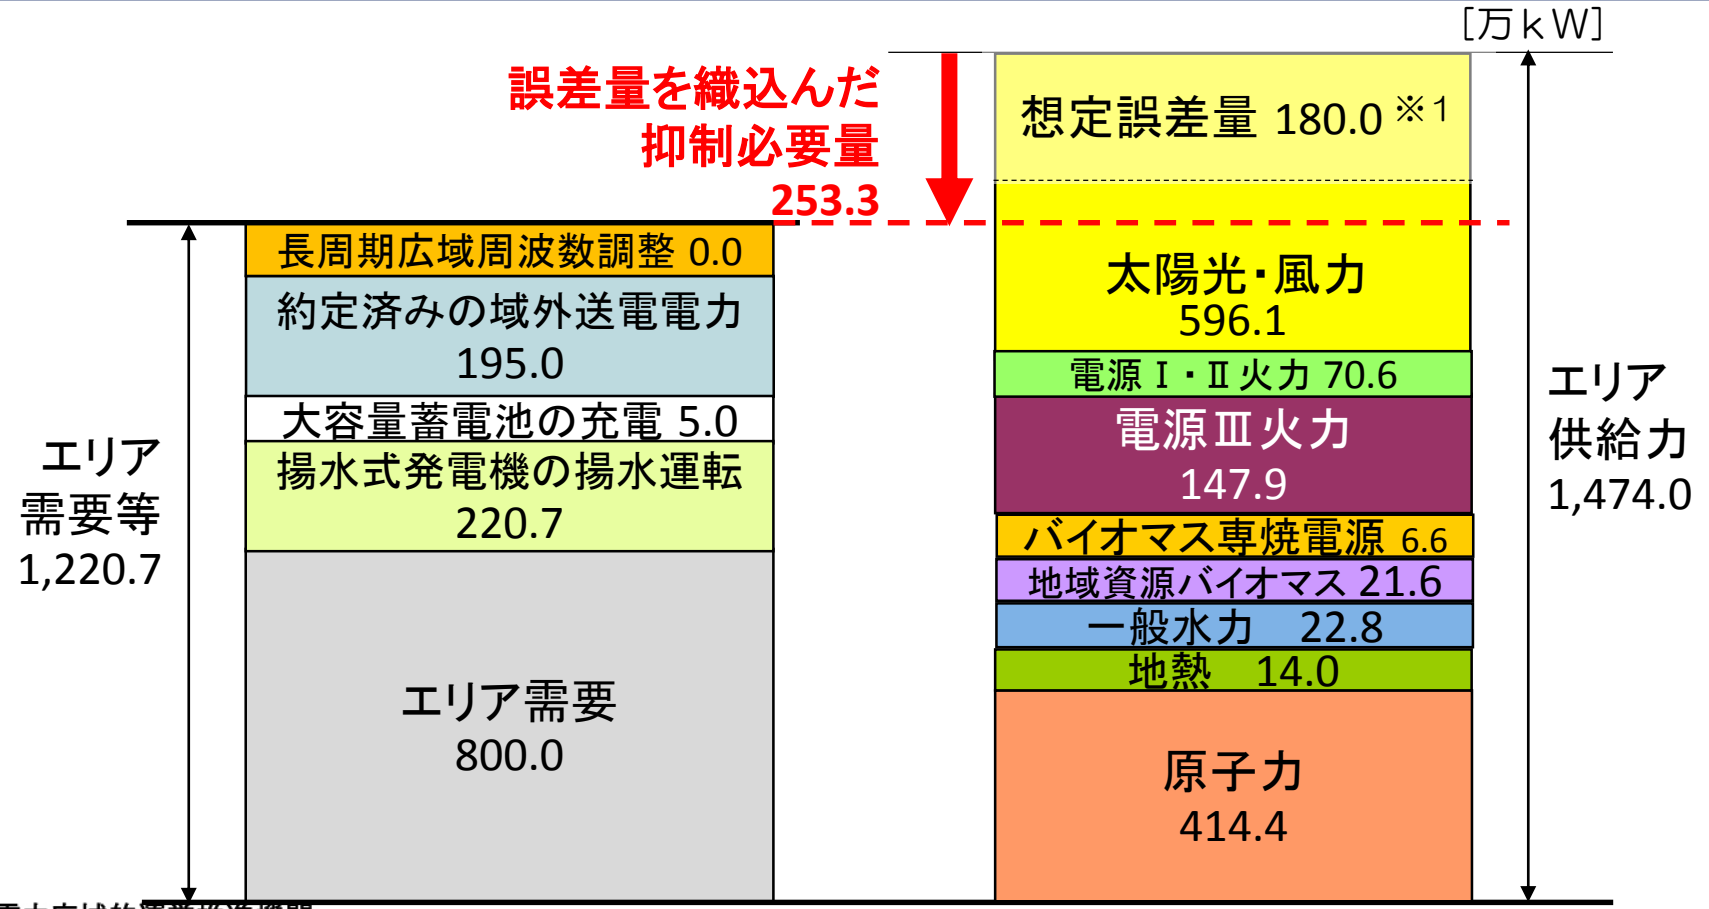 [万kW]
誤差量を織込んだ
抑制必要量
253.3
長周期広域周波数調整 0.0
約定済みの域外送電電力
195.0
大容量蓄電池の充電 5.0
揚水式発電機の揚水運転
220.7
エリア需要
800.0
エリア
需要等
1,220.7
想定誤差量 180.0 ※1
太陽光・風力
596.1
電源Ⅰ・Ⅱ火力 70.6
電源Ⅲ火力
147.9
バイオマス専焼電源 6.6
地域資源バイオマス 21.6
一般水力 22.8
地熱 14.0
原子力
414.4
エリア
供給力
1,474.0